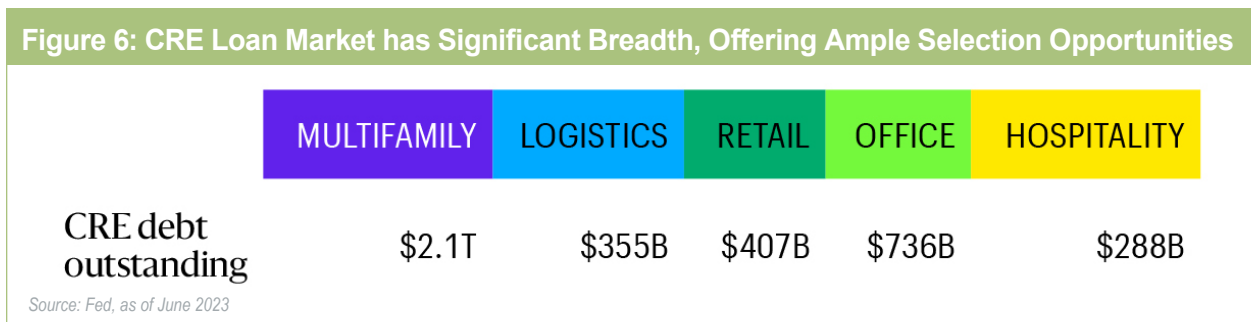 Figure 6: CRE Loan Market has Significant Breadth, Offering Ample Selection Opportunities
MULTIFAMILY LOGISTICS RETAIL OFFICE HOSPITALITY
CRE debt
outstanding
$2.1T $355B $407B $736B $288B
Source: Fed, as of June 2023